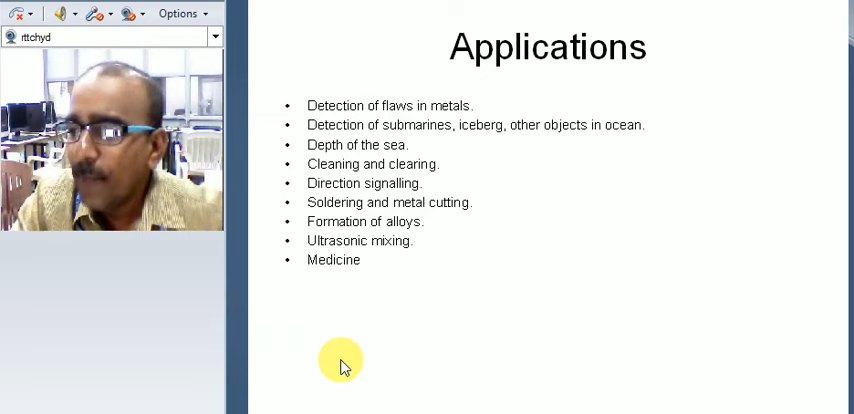 Options
rttchyd
Applications
• Detection of flaws in metals.
• Detection of submarines, iceberg, other objects in ocean.
• Depth of the sea.
• Cleaning and clearing.
• Direction signalling.
• Soldering and metal cutting.
• Formation of alloys.
• Ultrasonic mixing.
• Medicine